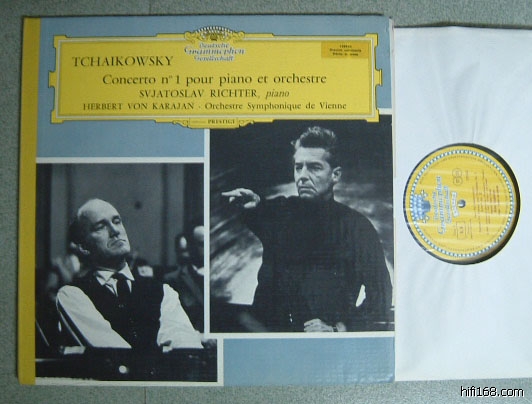 Deutsche
Grammophon
Gesellschaft
TCHAIKOWSKY
Concerto n° 1 pour piano et orchestre
SVJATOSLAV RICHTER, piano
HERBERT VON KARAJAN - Orchestre Symphonique de Vienne
PRESTIGE
hifi168.com